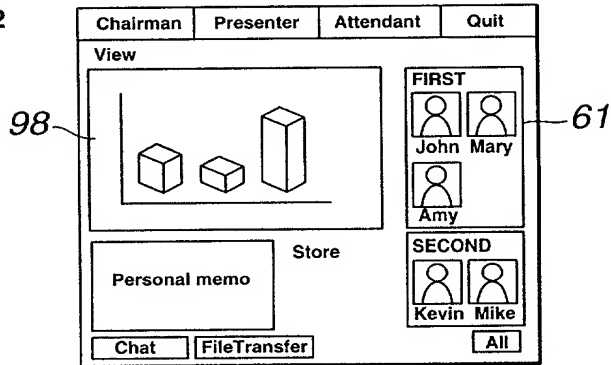 2
Chairman Presenter Attendant Quit
View
98
FIRST
61
John Mary
Amy
Personal memo
Store
SECOND
Kevin Mike
Chat FileTransfer All